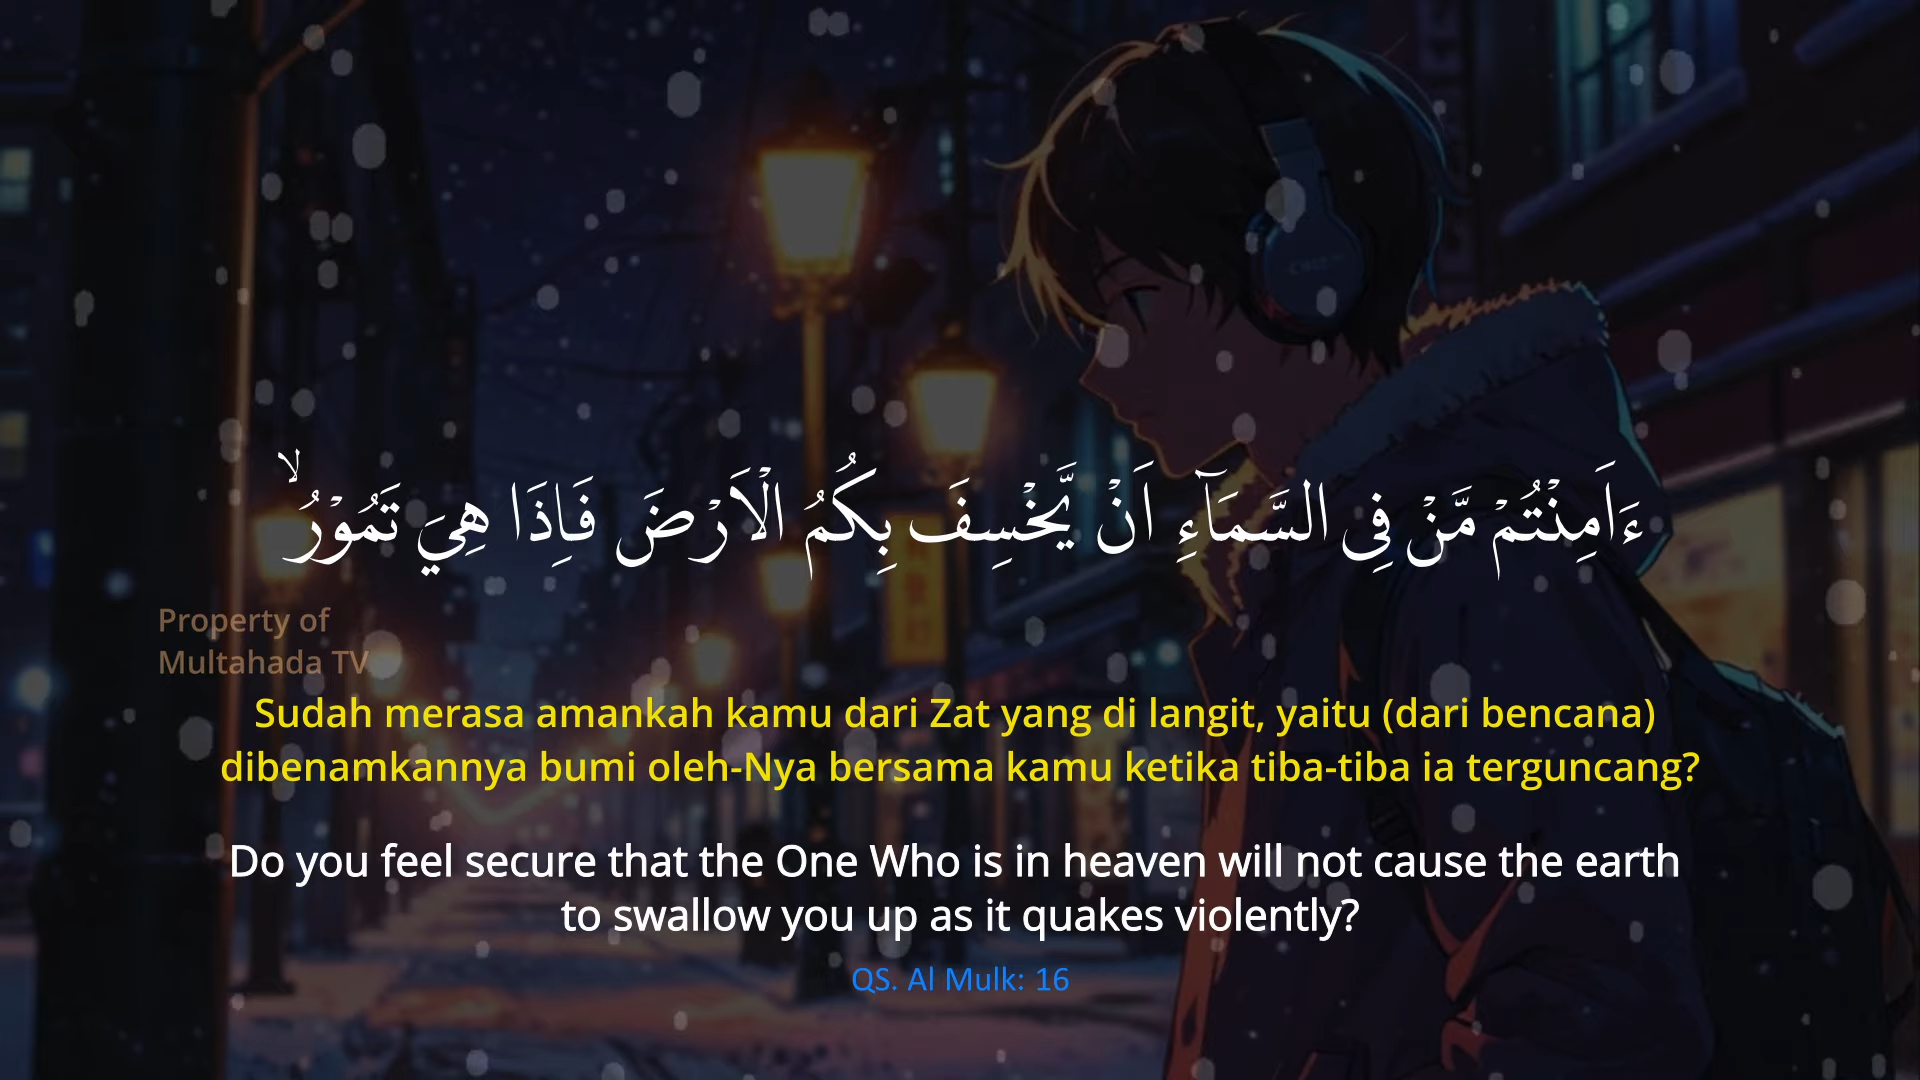 ءَاَمِنْتُمْ مَّنْ فِى السَّمَاۤءِ اَنْ يَّخْسِفَ بِكُمُ الْاَرْضَ فَاِذَا هِيَ تَمُوْرُۙ
Property of
Multahada TV
Sudah merasa amankah kamu dari Zat yang di langit, yaitu (dari bencana)
dibenamkannya bumi oleh-Nya bersama kamu ketika tiba-tiba ia terguncang?
Do you feel secure that the One Who is in heaven will not cause the earth
to swallow you up as it quakes violently?
QS. Al Mulk: 16